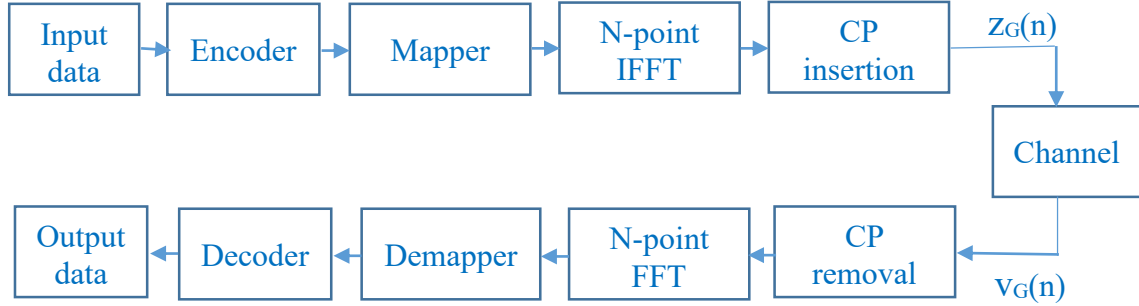 Input
data
Encoder
Mapper
N-point
IFFT
CP
insertion
zG(n)
Channel
Output
data
Decoder
Demapper
N-point
FFT
CP
removal
vG(n)